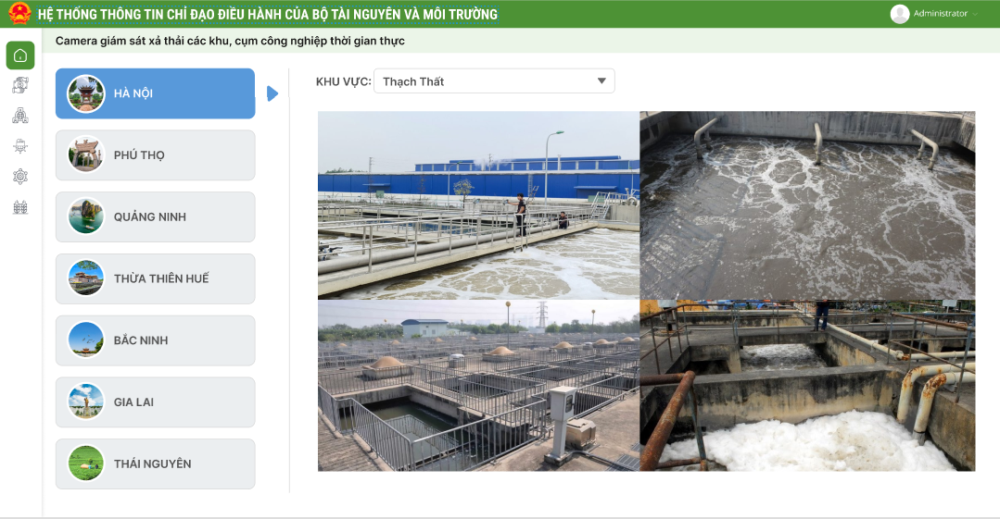 HỆ THỐNG THÔNG TIN CHỈ ĐẠO ĐIỀU HÀNH CỦA BỘ TÀI NGUYÊN VÀ MÔI TRƯỜNG
Administrator
Camera giám sát xả thải các khu, cụm công nghiệp thời gian thực
HÀ NỘI
KHU VỰC: Thạch Thất
PHÚ THỌ
QUẢNG NINH
THỪA THIÊN HUẾ
BẮC NINH
GIA LAI
THÁI NGUYÊN